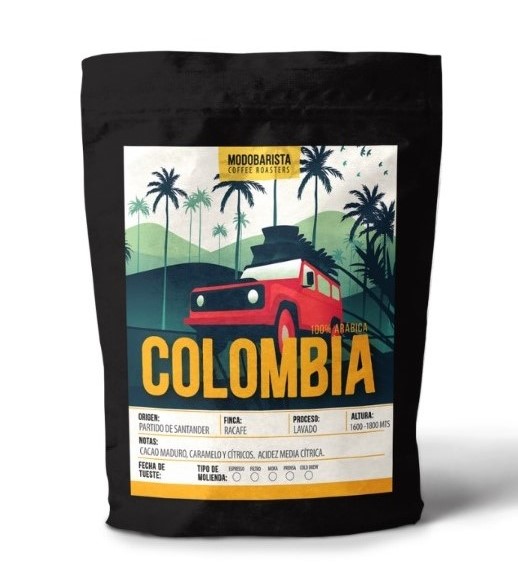 MODOBARISTA
COFFEE ROASTERS
100% ARÁBICA
COLOMBIA
ORIGEN: FINCA: PROCESO: ALTURA:
PARTIDO DE SANTANDER RACAFE LAVADO 1600 -1800 MTS
NOTAS:
CACAO MADURO, CARAMELO Y CÍTRICOS. ACIDEZ MEDIA CÍTRICA.
FECHA DE TUESTE:
TIPO DE MOLIENDA: ESPRESSO FILTRO MOKA PRENSA COLD BREW